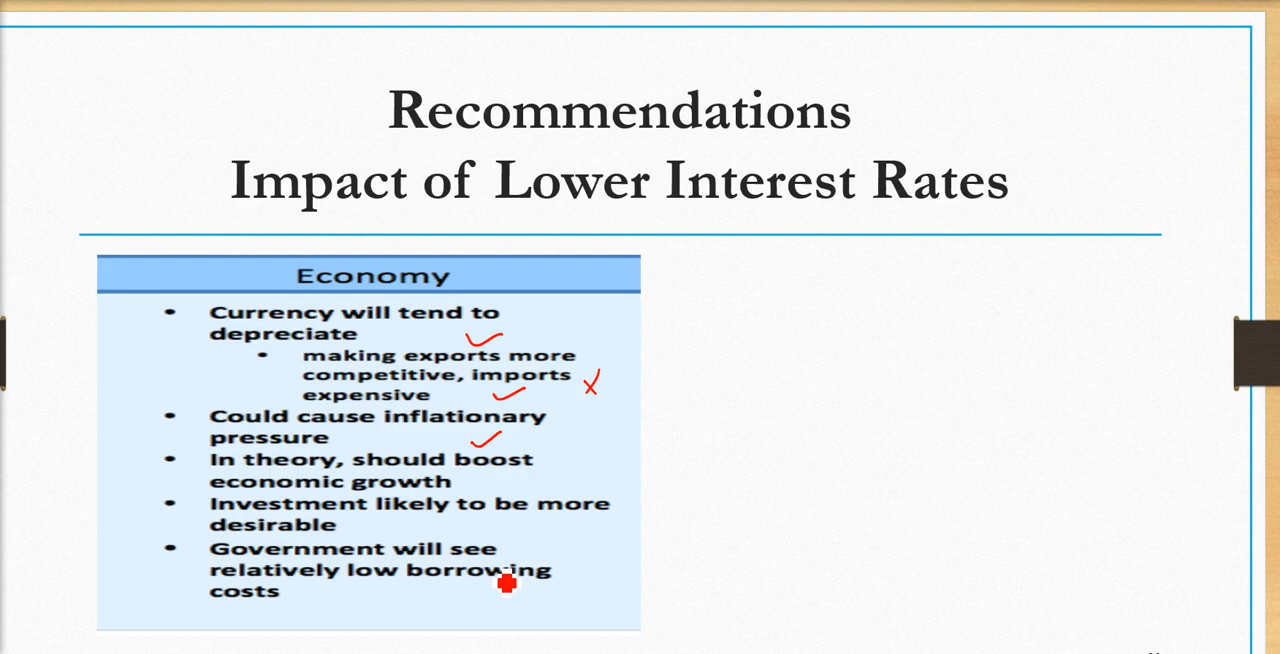 Recommendations
Impact of Lower Interest Rates
Economy
• Currency will tend to
depreciate
• making exports more
competitive, imports
expensive
• Could cause inflationary
pressure
• In theory, should boost
economic growth
• Investment likely to be more
desirable
• Government will see
relatively low borrowing
costs